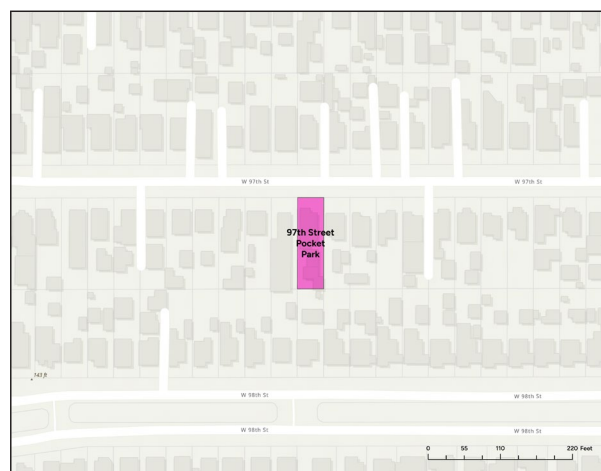 W 97th St
W 97th St
97th Street
Pocket
Park
143 ft
W 98th St
W 98th St
W 98th St
W 98th St
0 55 110 220 Feet